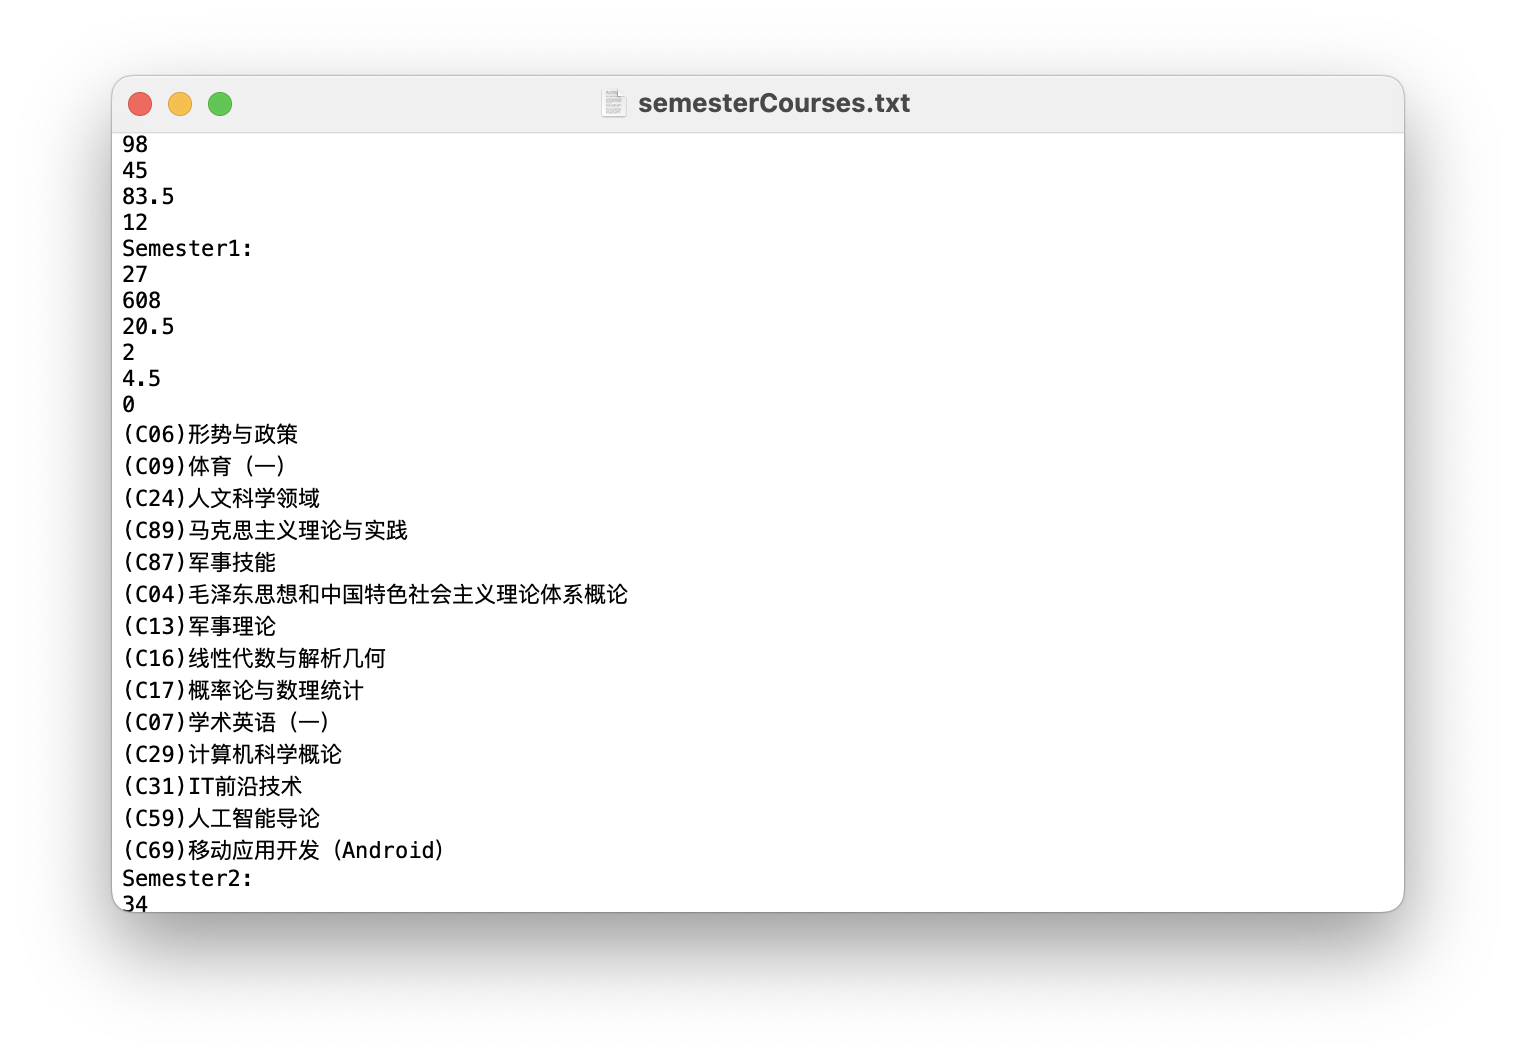 semesterCourses.txt
98
45
83.5
12
Semester1:
27
608
20.5
2
4.5
0
(C06)形势与政策
(C09)体育（一）
(C24)人文科学领域
(C89)马克思主义理论与实践
(C87)军事技能
(C04)毛泽东思想和中国特色社会主义理论体系概论
(C13)军事理论
(C16)线性代数与解析几何
(C17)概率论与数理统计
(C07)学术英语（一）
(C29)计算机科学概论
(C31)IT前沿技术
(C59)人工智能导论
(C69)移动应用开发（Android）
Semester2:
34